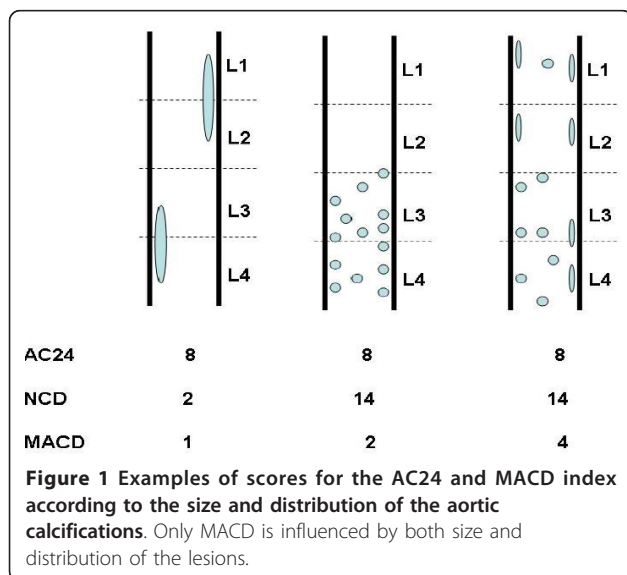 L1
L2
L3
L4
L1
L2
L3
L4
L1
L2
L3
L4
AC24 8 8 8
NCD 2 14 14
MACD 1 2 4
Figure 1 Examples of scores for the AC24 and MACD index
according to the size and distribution of the aortic
calcifications. Only MACD is influenced by both size and
distribution of the lesions.